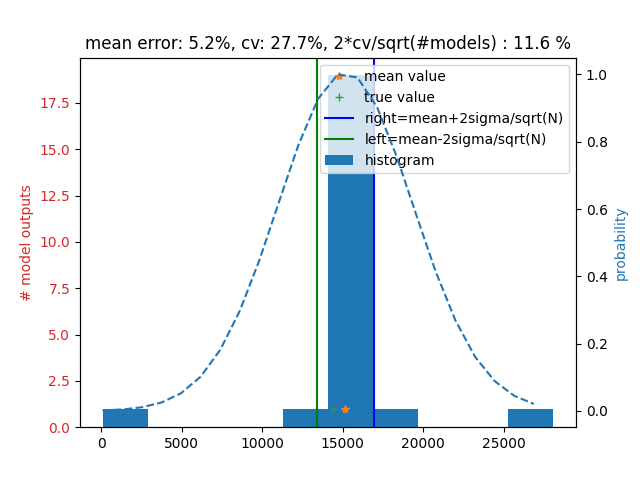 mean error: 5.2%, cv: 27.7%, 2*cv/sqrt(#models) : 11.6 %
mean value
true value
right=mean+2sigma/sqrt(N)
left=mean-2sigma/sqrt(N)
histogram
# model outputs
17.5
15.0
12.5
10.0
7.5
5.0
2.5
0.0
1.0
0.8
0.6
0.4
0.2
0.0
probability
0
5000
10000
15000
20000
25000